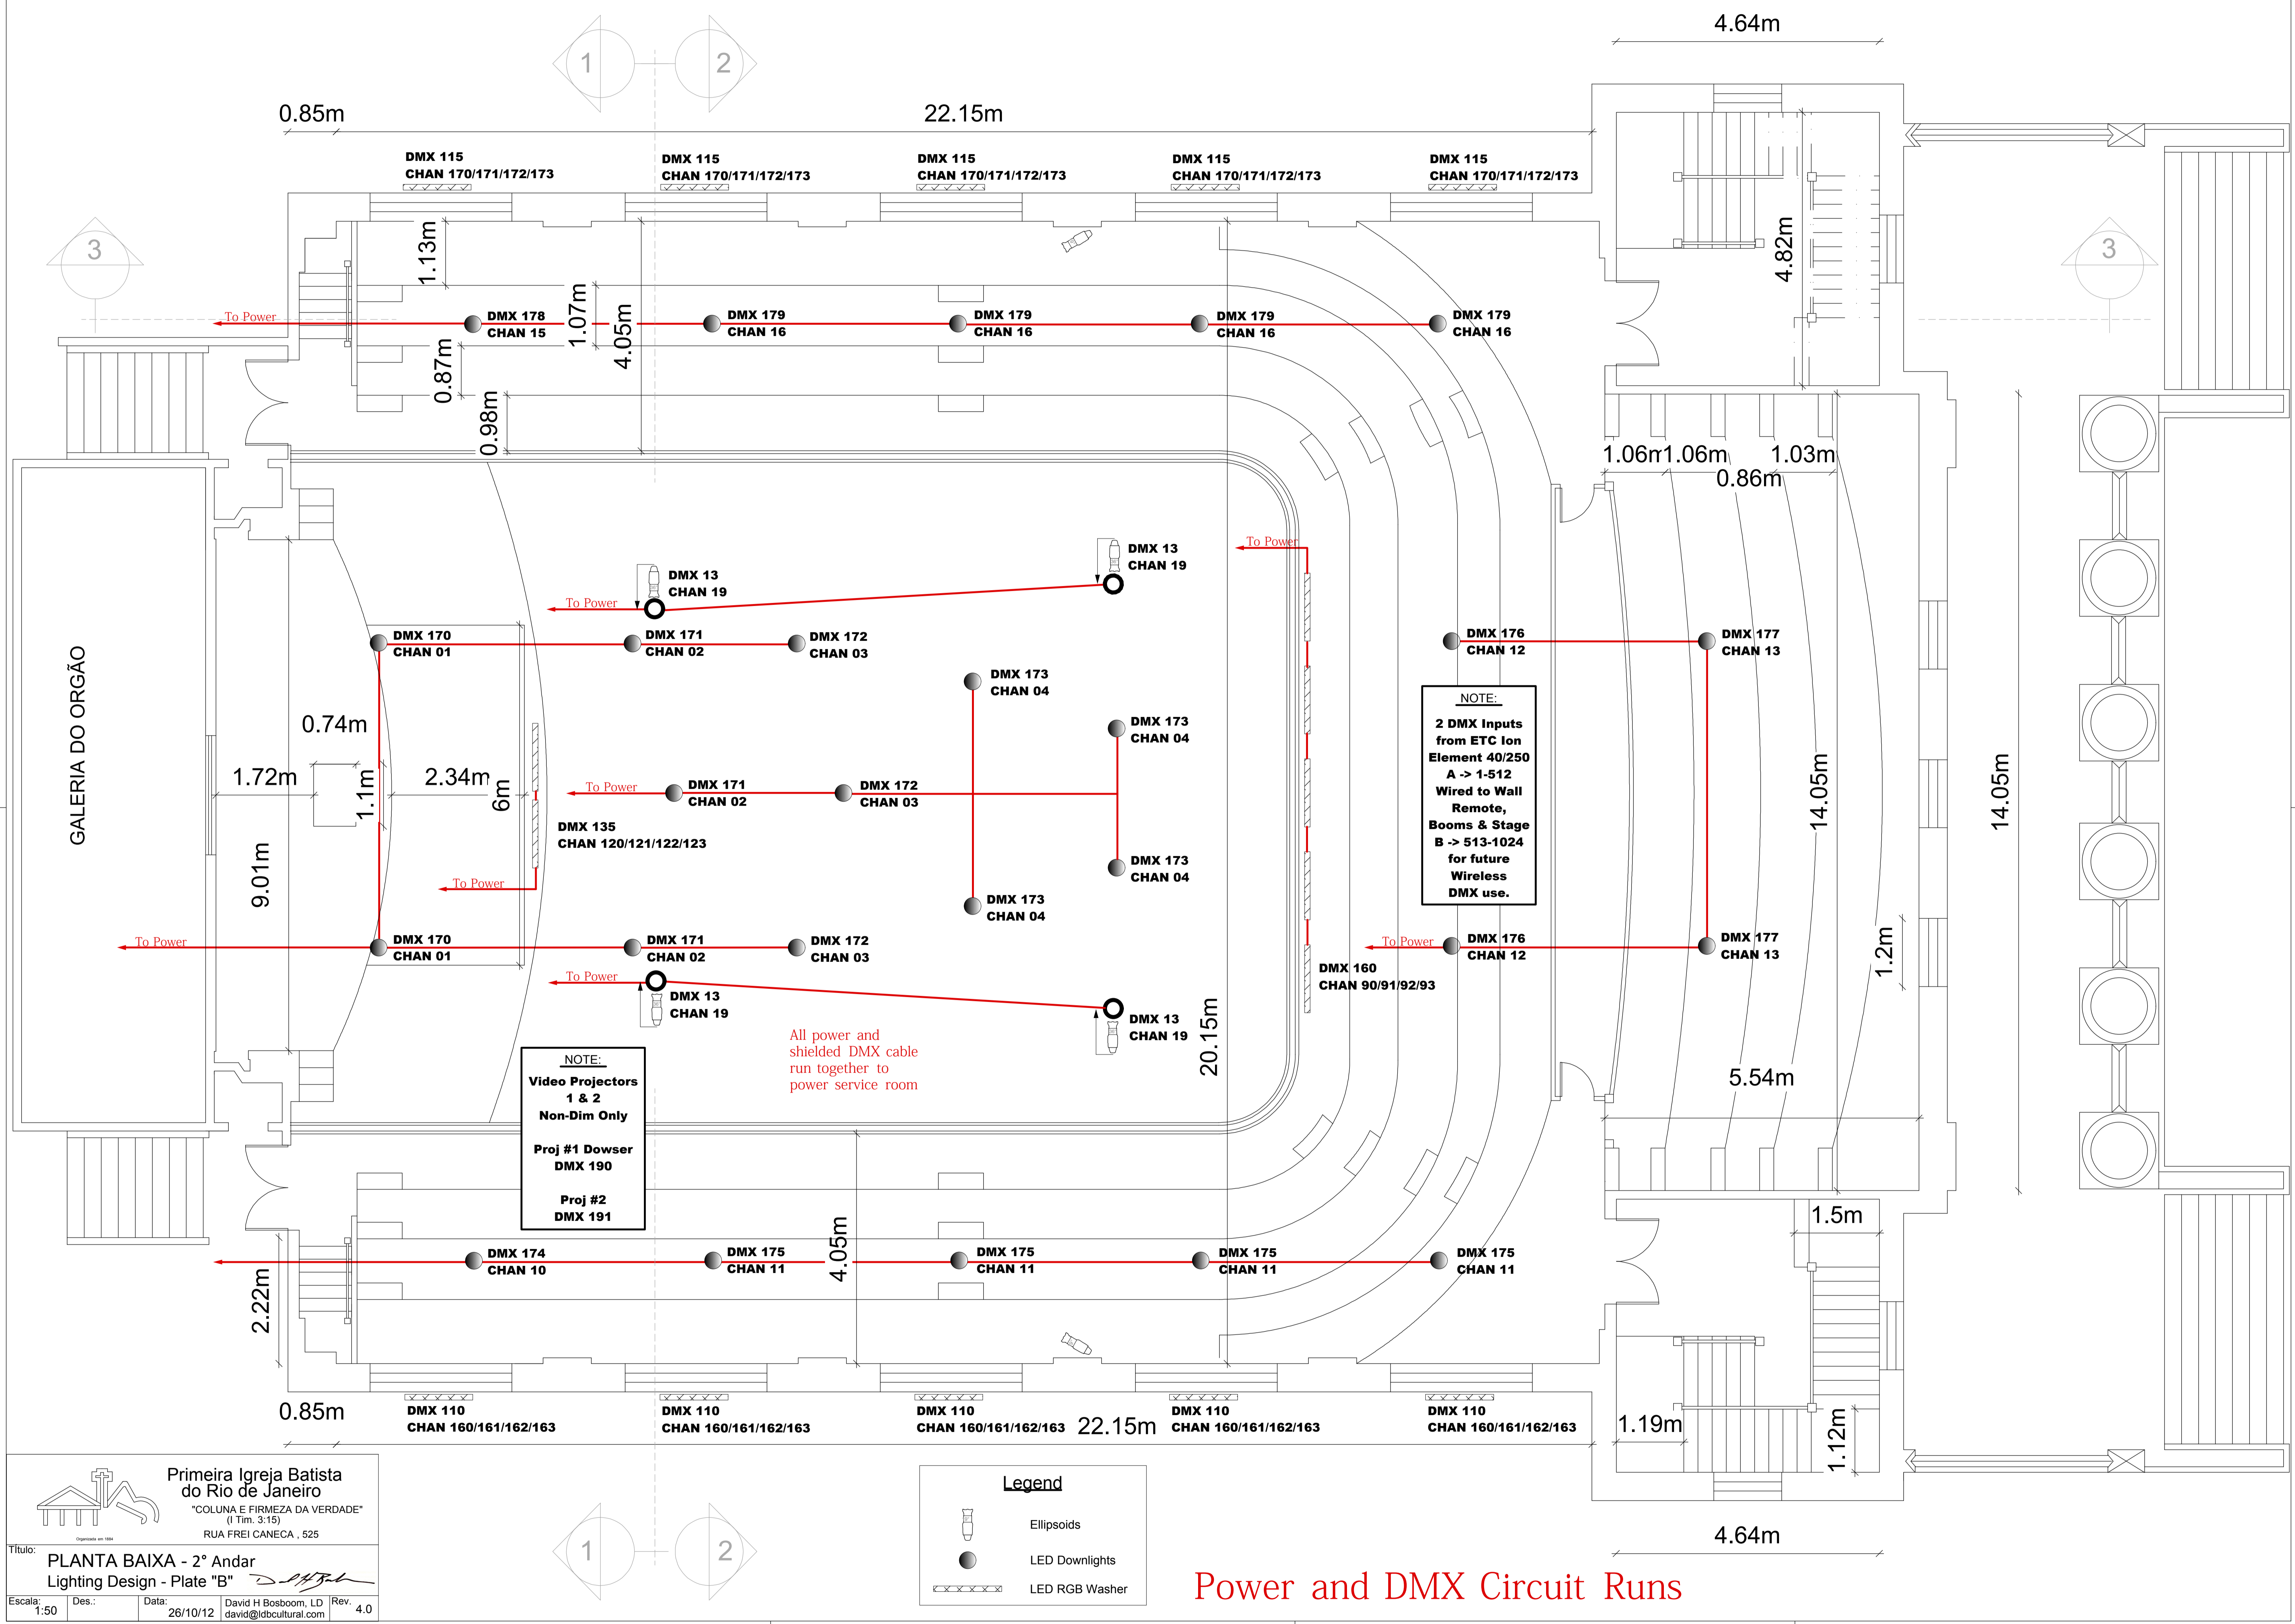 4.64m
1
2
0.85m
22.15m
DMX 115
CHAN 170/171/172/173
DMX 115
CHAN 170/171/172/173
DMX 115
CHAN 170/171/172/173
DMX 115
CHAN 170/171/172/173
DMX 115
CHAN 170/171/172/173
3
3
1.13m
4.82m
To Power
DMX 178
CHAN 15
1.07m
4.05m
DMX 179
CHAN 16
DMX 179
CHAN 16
DMX 179
CHAN 16
DMX 179
CHAN 16
0.87m
0.98m
1.06m
1.06m
1.03m
0.86m
To Power
DMX 13
CHAN 19
DMX 13
CHAN 19
To Power
DMX 170
CHAN 01
DMX 171
CHAN 02
DMX 172
CHAN 03
DMX 176
CHAN 12
DMX 177
CHAN 13
GALERIA DO ORGÃO
DMX 173
CHAN 04
DMX 173
CHAN 04
0.74m
1.72m
1.1m
2.34m
6m
To Power
DMX 171
CHAN 02
DMX 172
CHAN 03
NOTE:
2 DMX Inputs
from ETC Ion
Element 40/250
A -> 1-512
Wired to Wall
Remote,
Booms & Stage
B -> 513-1024
for future
Wireless
DMX use.
14.05m
14.05m
DMX 135
CHAN 120/121/122/123
9.01m
To Power
DMX 173
CHAN 04
DMX 173
CHAN 04
To Power
DMX 170
CHAN 01
DMX 171
CHAN 02
DMX 172
CHAN 03
To Power
DMX 176
CHAN 12
DMX 177
CHAN 13
1.2m
To Power
DMX 13
CHAN 19
DMX 160
CHAN 90/91/92/93
DMX 13
CHAN 19
20.15m
All power and
shielded DMX cable
run together to
power service room
NOTE:
Video Projectors
1 & 2
Non-Dim Only
Proj #1 Dowser
DMX 190
Proj #2
DMX 191
5.54m
1.5m
DMX 174
CHAN 10
DMX 175
CHAN 11
4.05m
DMX 175
CHAN 11
DMX 175
CHAN 11
DMX 175
CHAN 11
2.22m
0.85m
DMX 110
CHAN 160/161/162/163
DMX 110
CHAN 160/161/162/163
DMX 110
CHAN 160/161/162/163
22.15m
DMX 110
CHAN 160/161/162/163
DMX 110
CHAN 160/161/162/163
1.19m
1.12m
4.64m
1
2
Legend
Ellipsoids
LED Downlights
LED RGB Washer
Power and DMX Circuit Runs
Organizada em 1884
Primeira Igreja Batista
do Rio de Janeiro
"COLUNA E FIRMEZA DA VERDADE"
(I Tim. 3:15)
RUA FREI CANECA , 525
Título:
PLANTA BAIXA - 2° Andar
Lighting Design - Plate "B"
Escala:
1:50
Des.:
Data:
26/10/12
David H Bosboom, LD
david@ldbcultural.com
Rev.
4.0